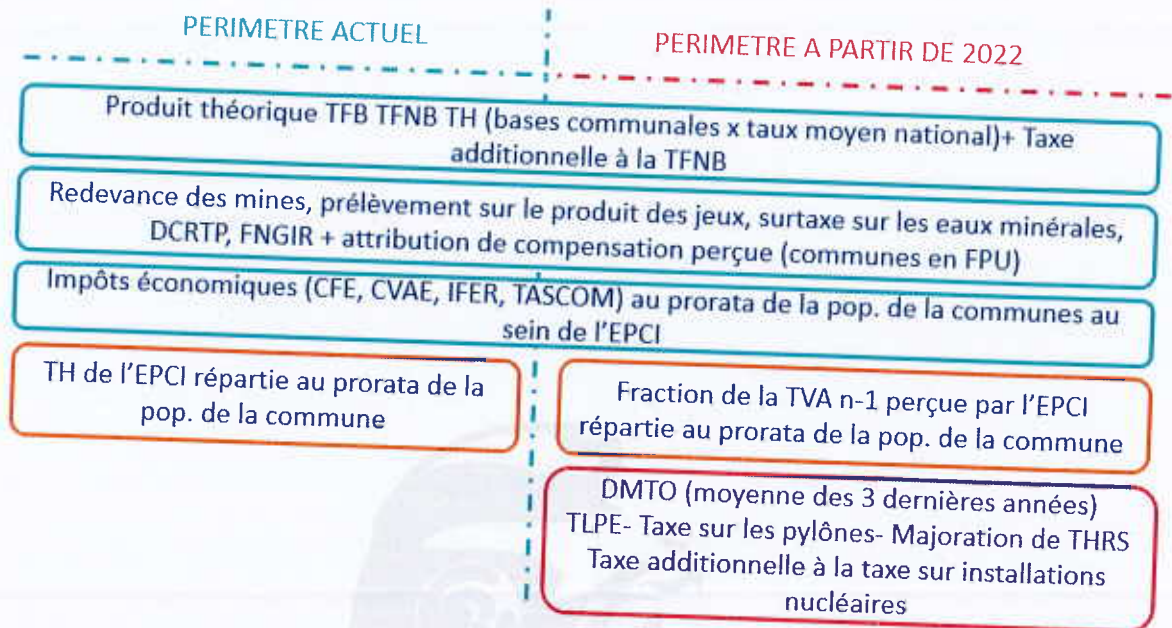 PERIMETRE ACTUEL
PERIMETRE A PARTIR DE 2022
Produit théorique TFB TFNB TH (bases communales x taux moyen national)+ Taxe
additionnelle à la TFNB
Redevance des mines, prélèvement sur le produit des jeux, surtaxe sur les eaux minérales,
DCRTP, FNGIR + attribution de compensation perçue (communes en FPU)
Impôts économiques (CFE, CVAE, IFER, TASCOM) au prorata de la pop. de la communes au
sein de l'EPCI
TH de l'EPCI répartie au prorata de la
pop. de la commune
Fraction de la TVA n-1 perçue par l'EPCI
répartie au prorata de la pop. de la commune
DMTO (moyenne des 3 dernières années)
TLPE- Taxe sur les pylônes- Majoration de THRS
Taxe additionnelle à la taxe sur installations
nucléaires